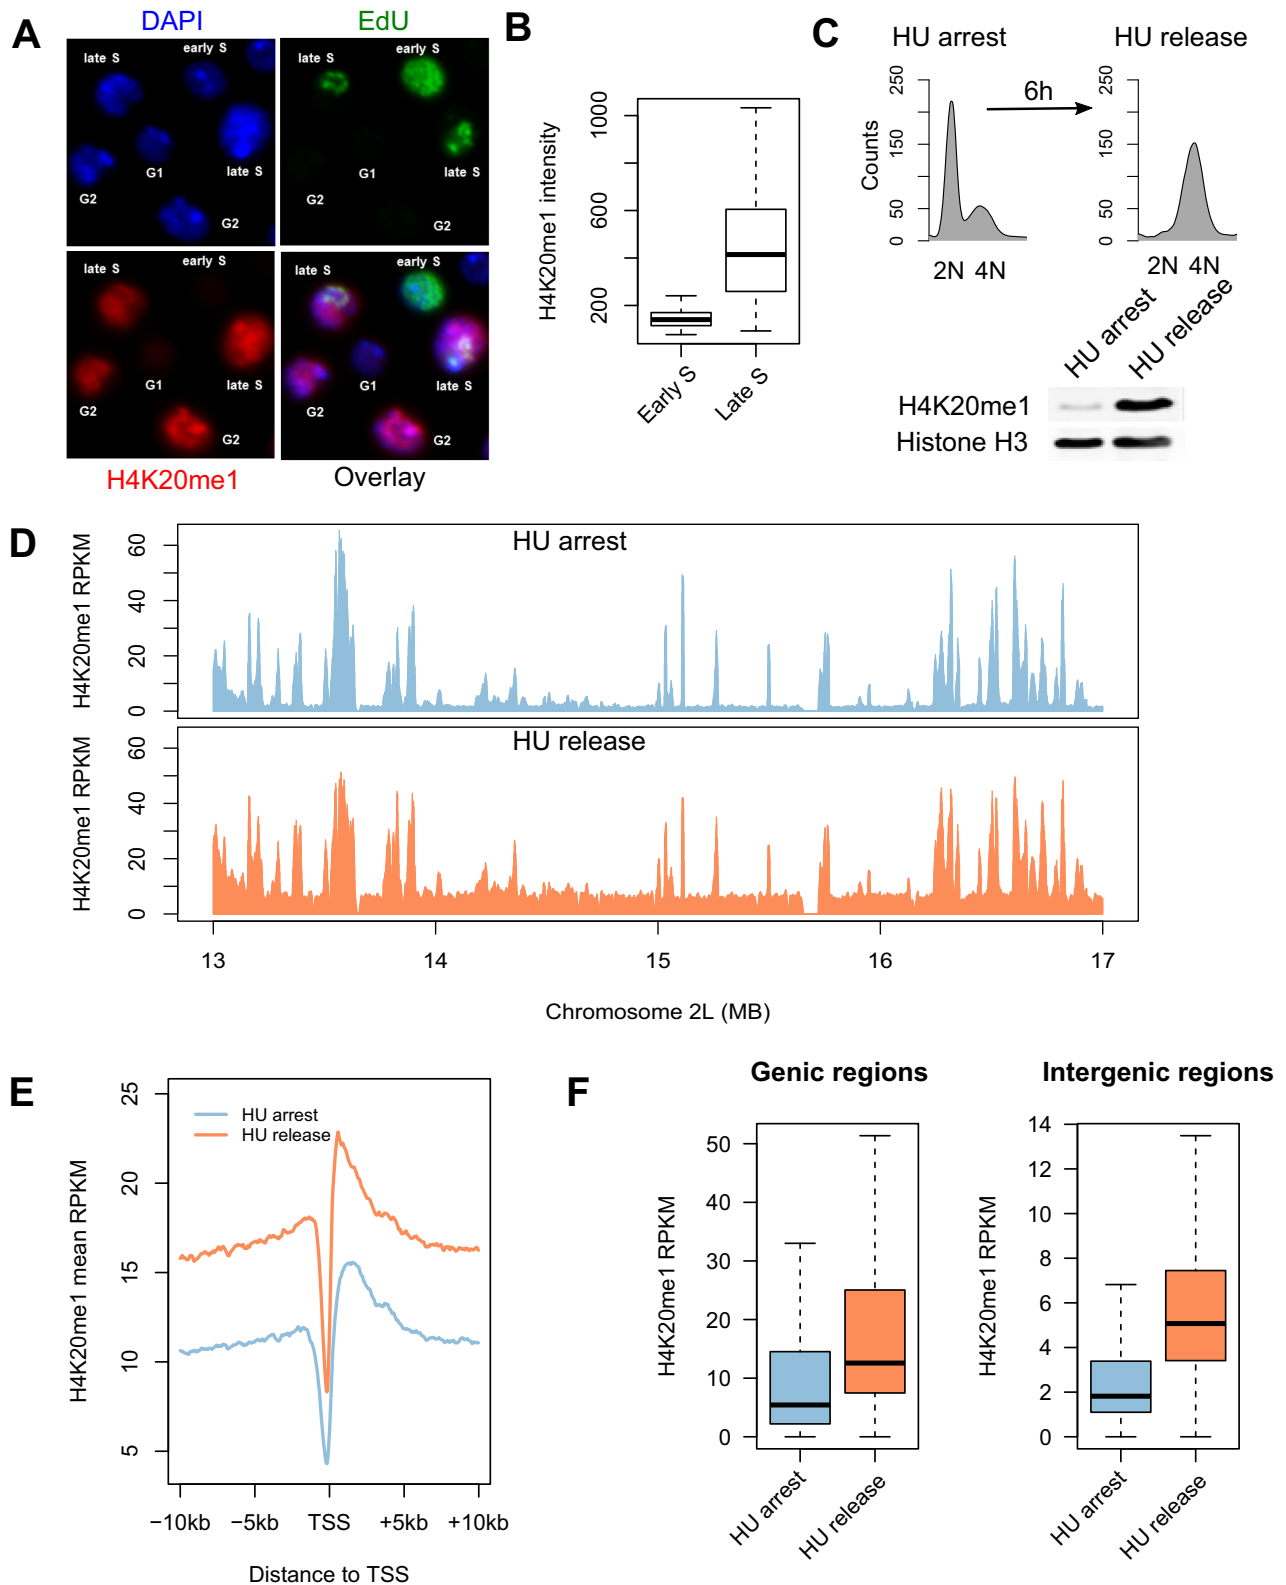 A
DAPI
EdU
late S
early S
late S
G1
G2
G2
early S
late S
late S
G1
G2
G2
late S
early S
late S
G1
G2
G2
early S
late S
late S
G1
G2
G2
H4K20me1
Overlay
B
H4K20me1 intensity
1000
600
200
Early S
Late S
C
HU arrest
HU release
6h
Counts
250
150
50
0
2N 4N
250
150
50
0
2N 4N
HU arrest
HU release
H4K20me1
Histone H3
D
HU arrest
H4K20me1 RPKM
60
40
20
0
HU release
H4K20me1 RPKM
60
40
20
0
13 14 15 16 17
Chromosome 2L (MB)
E
H4K20me1 mean RPKM
25
20
15
10
5
HU arrest
HU release
−10kb −5kb TSS +5kb +10kb
Distance to TSS
F
Genic regions
H4K20me1 RPKM
50
40
30
20
10
0
HU arrest
HU release
Intergenic regions
H4K20me1 RPKM
14
12
10
8
6
4
2
0
HU arrest
HU release